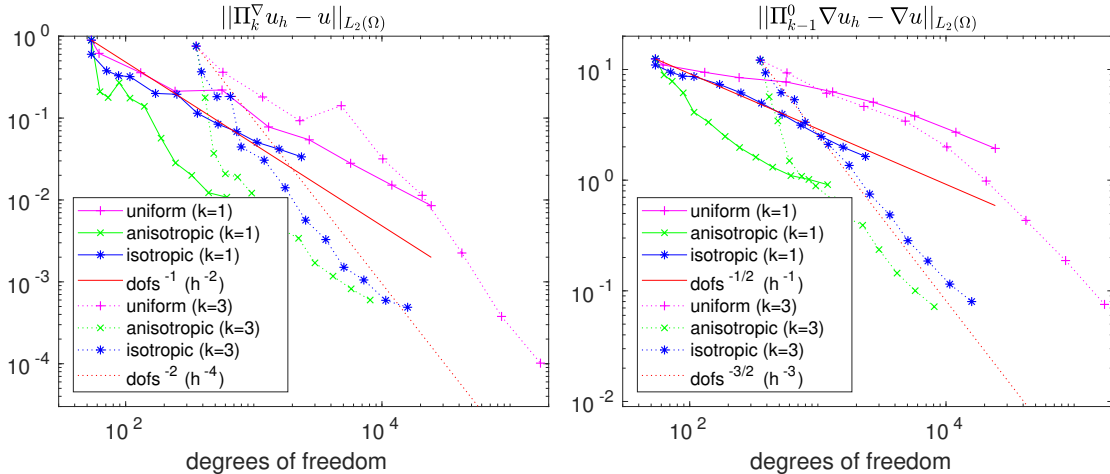 ||Π_k^∇ u_h − u||_{L_2(Ω)}
10^0
10^-1
10^-2
10^-3
10^-4
uniform (k=1)
anisotropic (k=1)
isotropic (k=1)
dofs^-1 (h^-2)
uniform (k=3)
anisotropic (k=3)
isotropic (k=3)
dofs^-2 (h^-4)
10^2
10^4
degrees of freedom
||Π_{k−1}^0 ∇u_h − ∇u||_{L_2(Ω)}
10^1
10^0
10^-1
10^-2
uniform (k=1)
anisotropic (k=1)
isotropic (k=1)
dofs^-1/2 (h^-1)
uniform (k=3)
anisotropic (k=3)
isotropic (k=3)
dofs^-3/2 (h^-3)
10^2
10^4
degrees of freedom